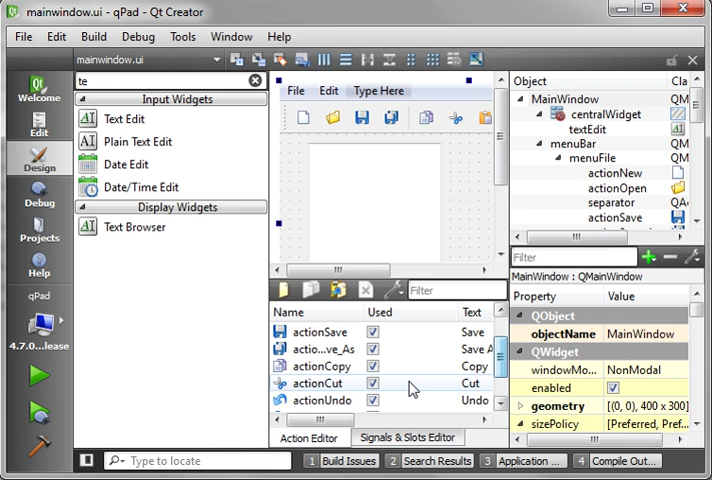 mainwindow.ui - qPad - Qt Creator
File Edit Build Debug Tools Window Help
mainwindow.ui
Welcome
Edit
Design
Debug
Projects
Help
qPad
4.7.0...lease
te
Input Widgets
Text Edit
Plain Text Edit
Date Edit
Date/Time Edit
Display Widgets
Text Browser
File Edit Type Here
Filter
Name Used Text
actionSave Save
actio...ve_As Save A
actionCopy Copy
actionCut Cut
actionUndo Undo
Action Editor Signals & Slots Editor
Object Cla
MainWindow QM
centralWidget
textEdit
menuBar QM
menuFile QM
actionNew
actionOpen
separator QA
actionSave
Filter
MainWindow : QMainWindow
Property Value
QObject
objectName MainWindow
QWidget
windowMo... NonModal
enabled
geometry [(0, 0), 400 x 300]
sizePolicy [Preferred, Pref...
Type to locate
1 Build Issues 2 Search Results 3 Application ... 4 Compile Out...